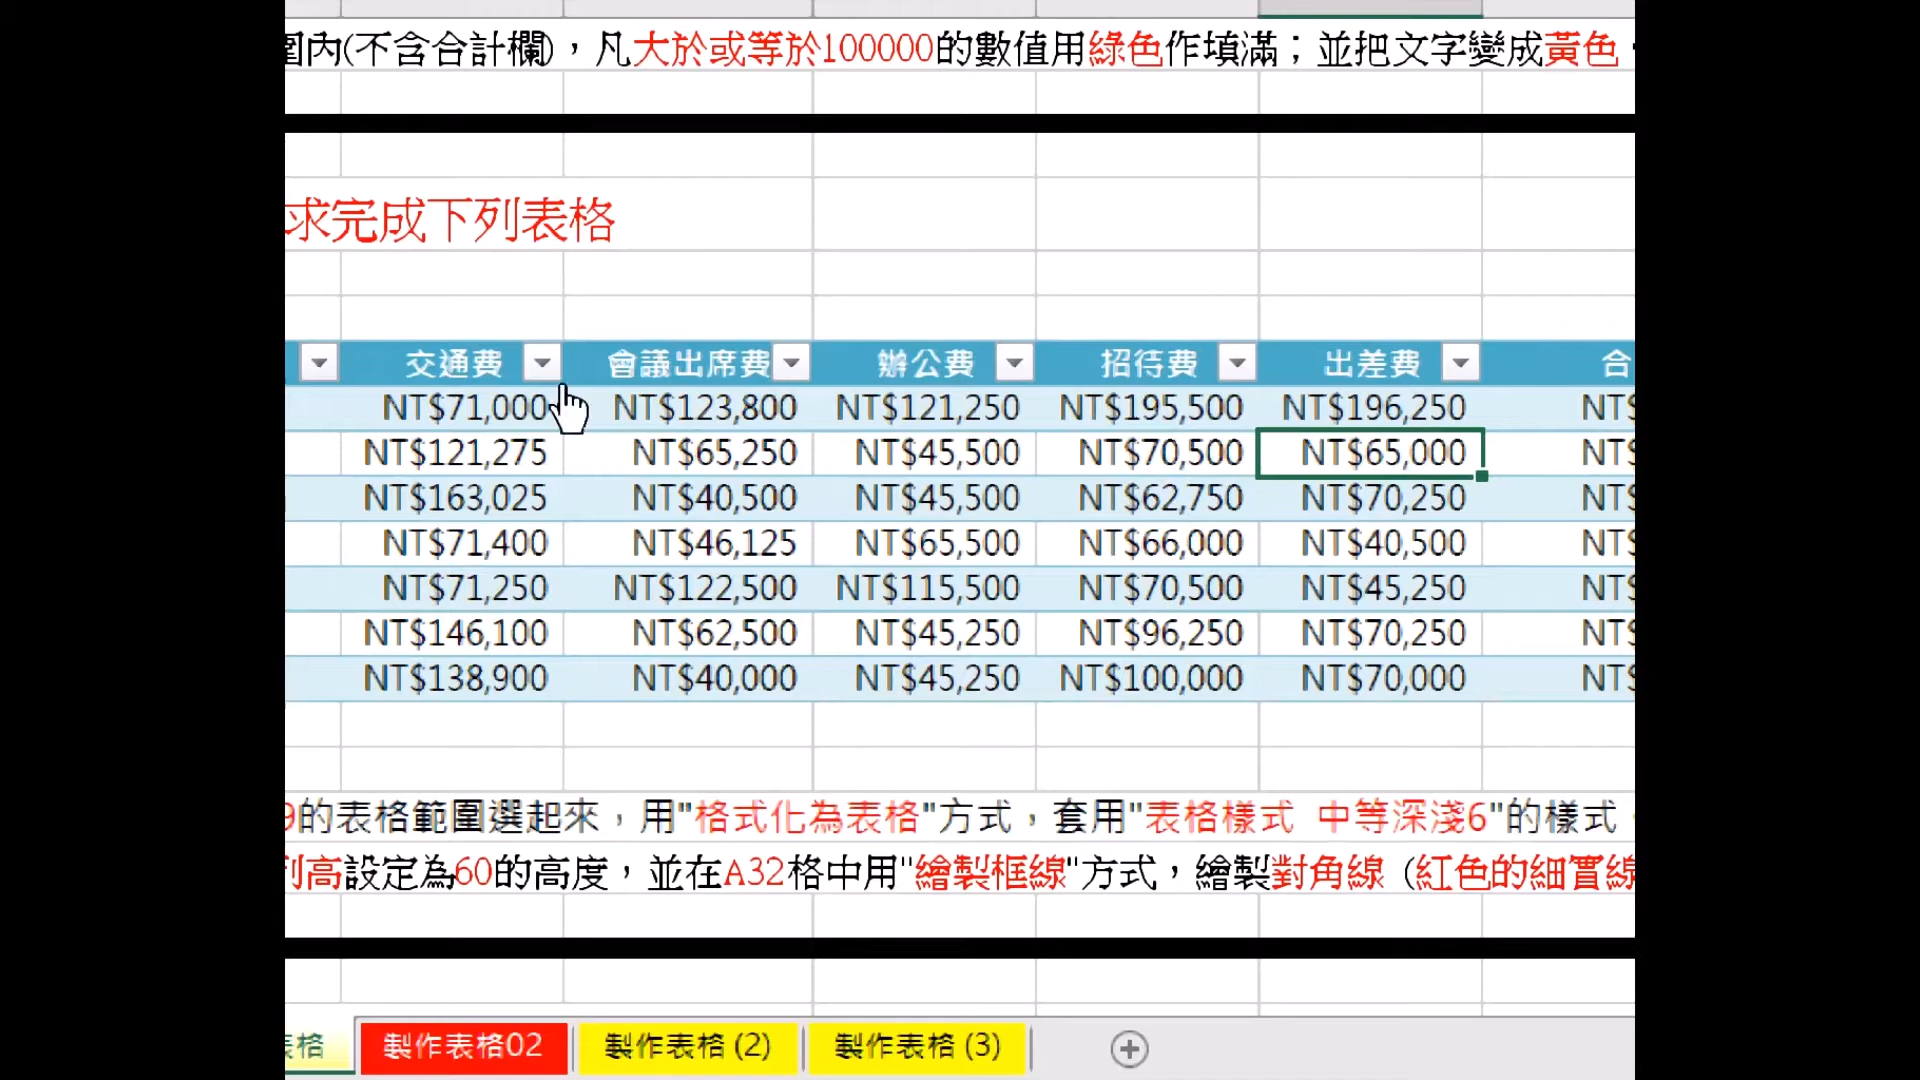 圍內(不含合計欄)，凡大於或等於100000的數值用綠色作填滿；並把文字變成黃色
求完成下列表格
交通費 會議出席費 辦公費 招待費 出差費 合
NT$71,000 NT$123,800 NT$121,250 NT$195,500 NT$196,250 NT$
NT$121,275 NT$65,250 NT$45,500 NT$70,500 NT$65,000 NT$
NT$163,025 NT$40,500 NT$45,500 NT$62,750 NT$70,250 NT$
NT$71,400 NT$46,125 NT$65,500 NT$66,000 NT$40,500 NT$
NT$71,250 NT$122,500 NT$115,500 NT$70,500 NT$45,250 NT$
NT$146,100 NT$62,500 NT$45,250 NT$96,250 NT$70,250 NT$
NT$138,900 NT$40,000 NT$45,250 NT$100,000 NT$70,000 NT$
9的表格範圍選起來，用"格式化為表格"方式，套用"表格樣式 中等深淺6"的樣式
列高設定為60的高度，並在A32格中用"繪製框線"方式，繪製對角線（紅色的細實線
表格 製作表格02 製作表格 (2) 製作表格 (3)